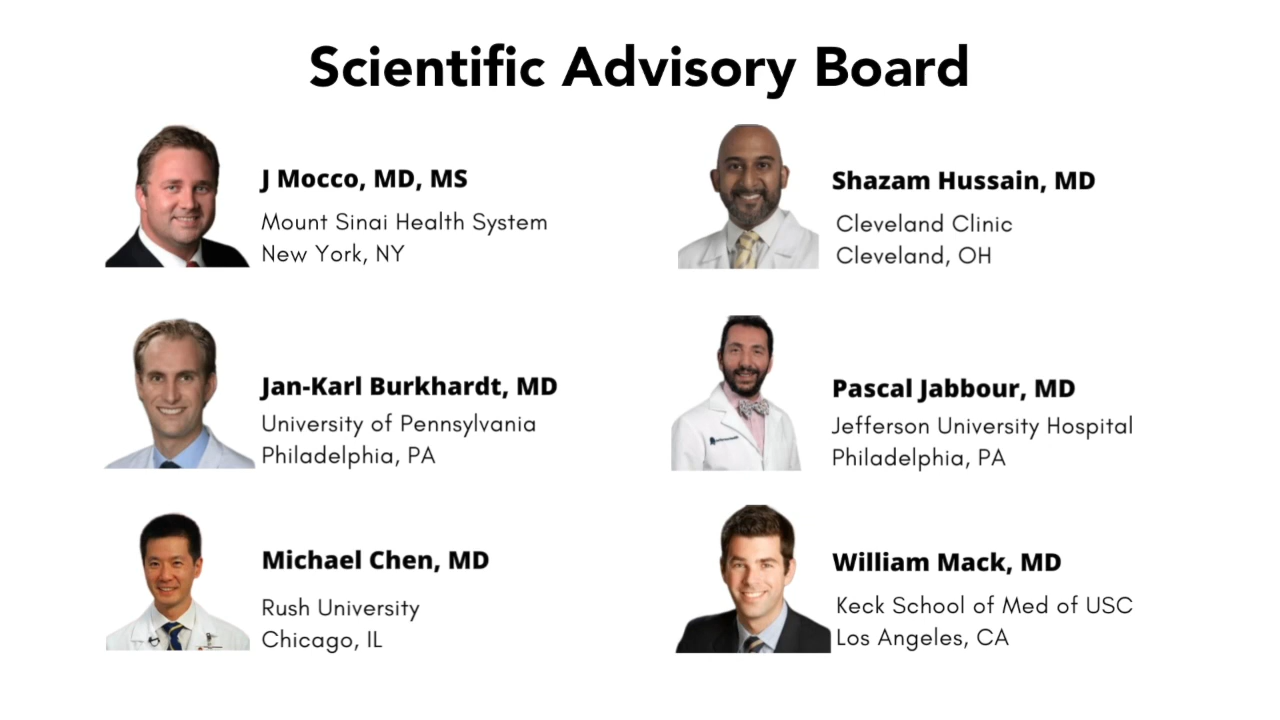 Scientific Advisory Board
J Mocco, MD, MS
Mount Sinai Health System
New York, NY
Shazam Hussain, MD
Cleveland Clinic
Cleveland, OH
Jan-Karl Burkhardt, MD
University of Pennsylvania
Philadelphia, PA
Pascal Jabbour, MD
Jefferson University Hospital
Philadelphia, PA
Michael Chen, MD
Rush University
Chicago, IL
William Mack, MD
Keck School of Med of USC
Los Angeles, CA